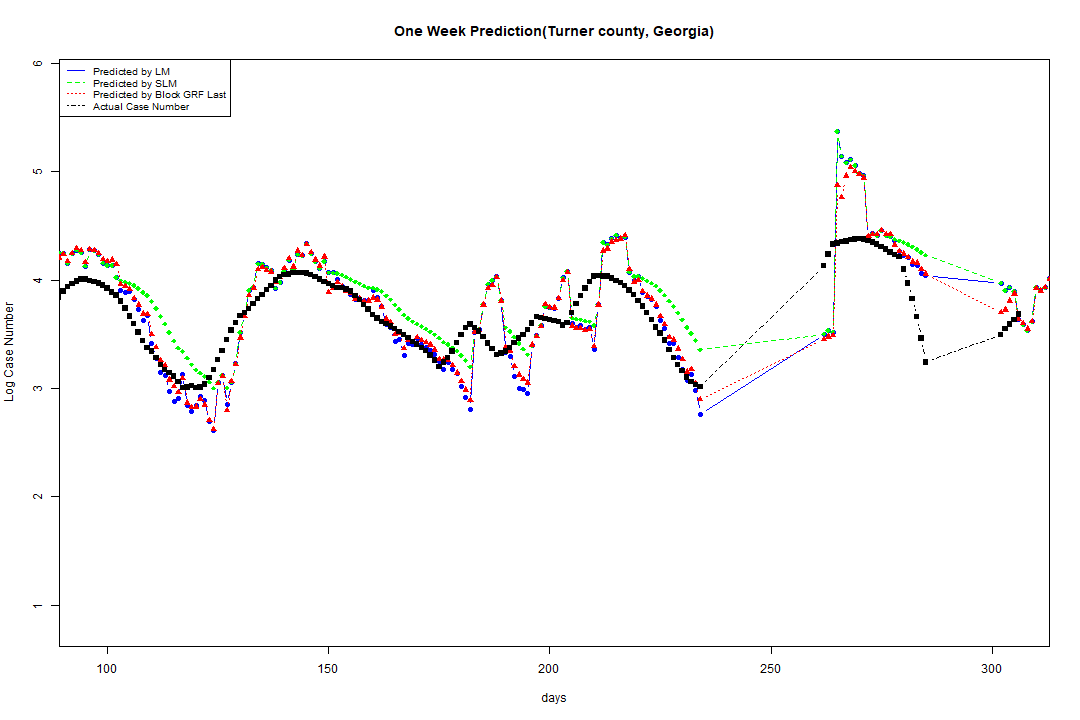 One Week Prediction(Turner county, Georgia)
Predicted by LM
Predicted by SLM
Predicted by Block GRF Last
Actual Case Number
Log Case Number
6
5
4
3
2
1
100 150 200 250 300
days